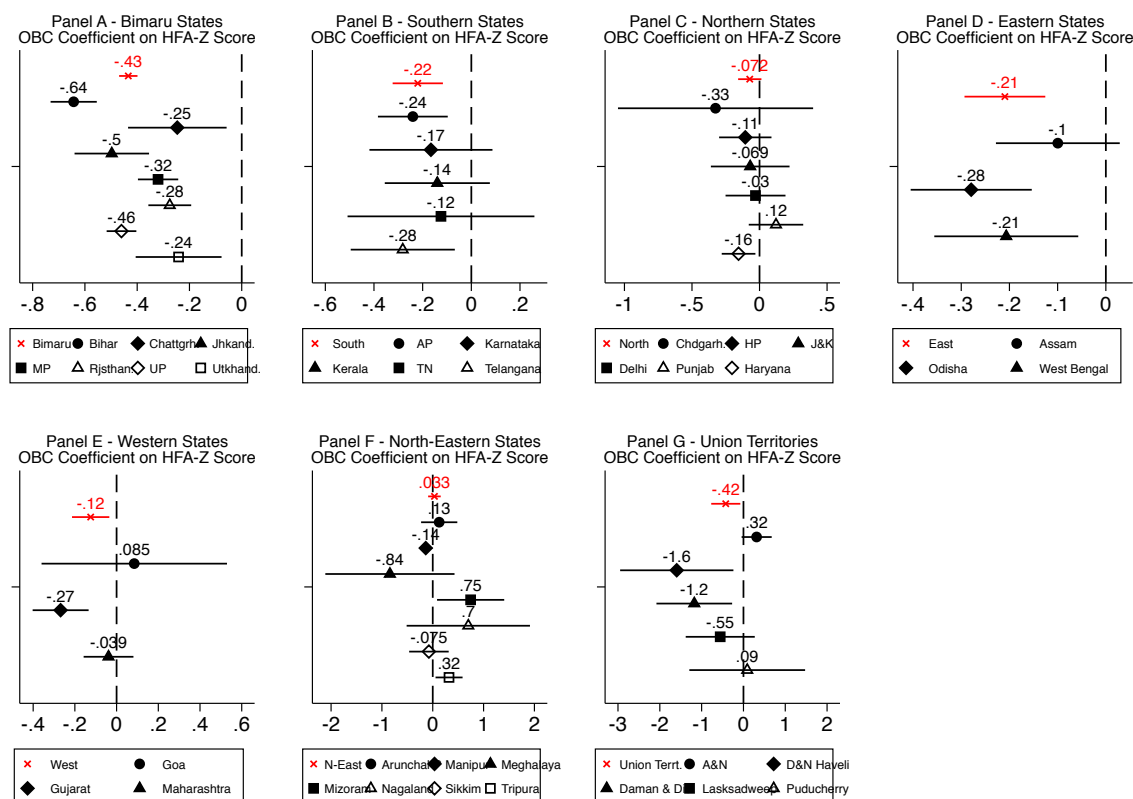 Panel A - Bimaru States
OBC Coefficient on HFA-Z Score
-.43
-.64
-.25
-.5
-.32
-.28
-.46
-.24
-.8 -.6 -.4 -.2 0
Bimaru Bihar Chattgrh Jhkand.
MP Rjsthan UP Utkhand.
Panel B - Southern States
OBC Coefficient on HFA-Z Score
-.22
-.24
-.17
-.14
-.12
-.28
-.6 -.4 -.2 0 .2
South AP Karnataka
Kerala TN Telangana
Panel C - Northern States
OBC Coefficient on HFA-Z Score
-.072
-.33
-.11
-.069
-.03
.12
-.16
-1 -.5 0 .5
North Chdgarh. HP J&K
Delhi Punjab Haryana
Panel D - Eastern States
OBC Coefficient on HFA-Z Score
-.21
-.1
-.28
-.21
-.4 -.3 -.2 -.1 0
East Assam
Odisha West Bengal
Panel E - Western States
OBC Coefficient on HFA-Z Score
-.12
.085
-.27
-.039
-.4 -.2 0 .2 .4 .6
West Goa
Gujarat Maharashtra
Panel F - North-Eastern States
OBC Coefficient on HFA-Z Score
.033
.13
-.14
-.84
.75
.7
-.075
.32
-2 -1 0 1 2
N-East Arunchal Manipu Meghalaya
Mizoram Nagaland Sikkim Tripura
Panel G - Union Territories
OBC Coefficient on HFA-Z Score
-.42
.32
-1.6
-1.2
-.55
.09
-3 -2 -1 0 1 2
Union Terrt. A&N D&N Haveli
Daman & D Lasksadweep Puducherry